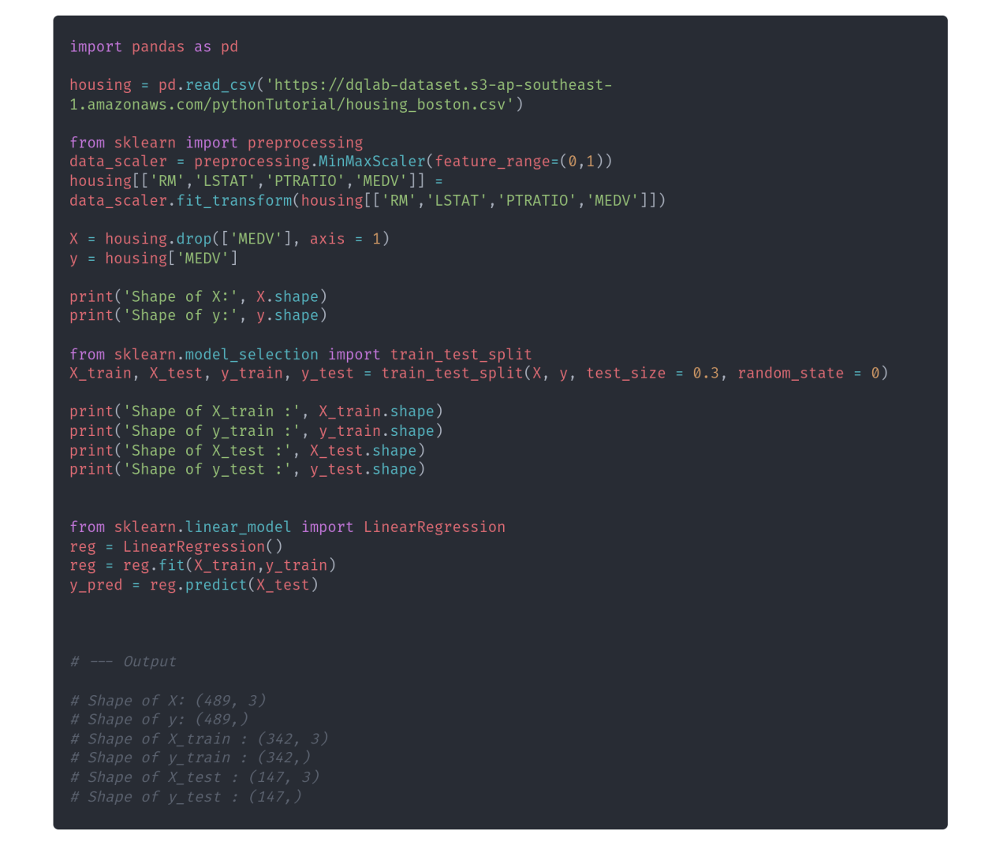 import pandas as pd
housing = pd.read_csv('https://dqlab-dataset.s3-ap-southeast-
1.amazonaws.com/pythonTutorial/housing_boston.csv')
from sklearn import preprocessing
data_scaler = preprocessing.MinMaxScaler(feature_range=(0,1))
housing[['RM','LSTAT','PTRATIO','MEDV']] =
data_scaler.fit_transform(housing[['RM','LSTAT','PTRATIO','MEDV']])
X = housing.drop(['MEDV'], axis = 1)
y = housing['MEDV']
print('Shape of X:', X.shape)
print('Shape of y:', y.shape)
from sklearn.model_selection import train_test_split
X_train, X_test, y_train, y_test = train_test_split(X, y, test_size = 0.3, random_state = 0)
print('Shape of X_train :', X_train.shape)
print('Shape of y_train :', y_train.shape)
print('Shape of X_test :', X_test.shape)
print('Shape of y_test :', y_test.shape)
from sklearn.linear_model import LinearRegression
reg = LinearRegression()
reg = reg.fit(X_train,y_train)
y_pred = reg.predict(X_test)
# --- Output
# Shape of X: (489, 3)
# Shape of y: (489,)
# Shape of X_train : (342, 3)
# Shape of y_train : (342,)
# Shape of X_test : (147, 3)
# Shape of y_test : (147,)